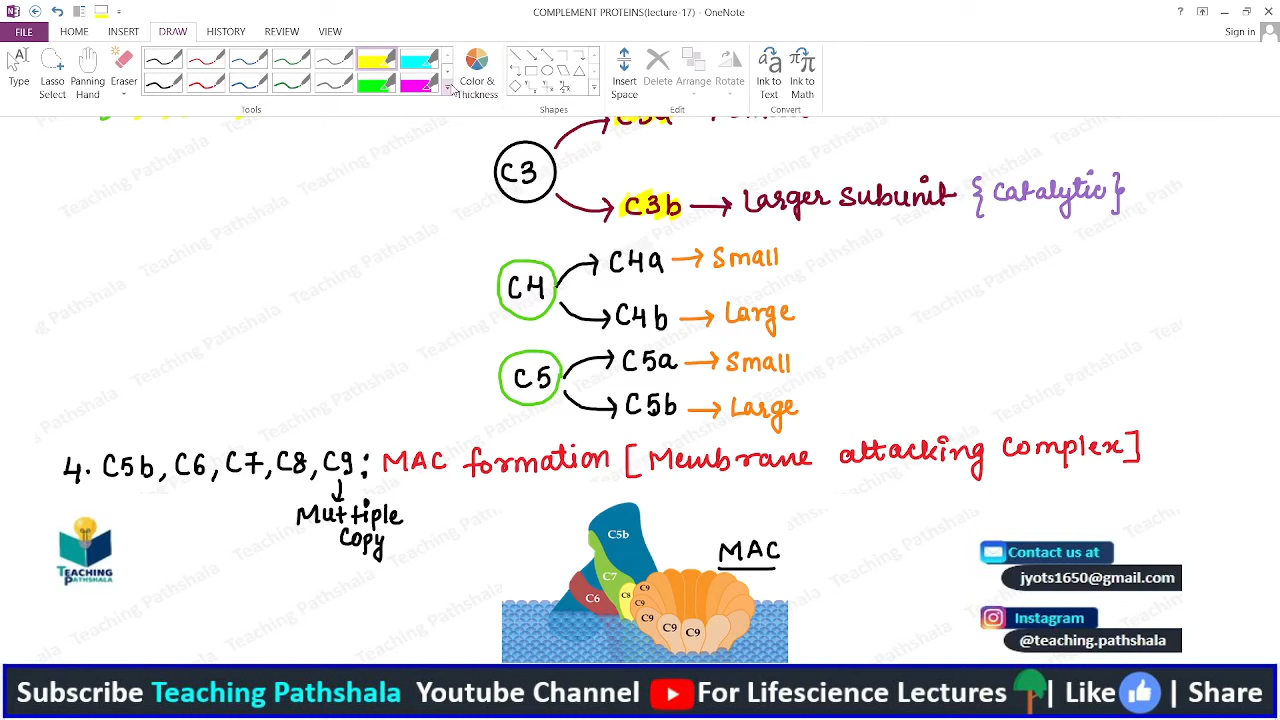 COMPLEMENT PROTEINS(lecture-17) - OneNote
FILE HOME INSERT DRAW HISTORY REVIEW VIEW
Sign in
Type
Lasso Select
Panning Hand
Eraser
Color & Thickness
Insert Space
Delete
Arrange
Rotate
Ink to Text
Ink to Math
Tools
Shapes
Edit
Convert
C3
C3b → Larger Subunit {Catalytic}
C4
C4a → Small
C4b → Large
C5
C5a → Small
C5b → Large
4. C5b, C6, C7, C8, C9: MAC formation [Membrane attacking complex]
Multiple
copy
MAC
C5b
C7
C6
C8
C9
C9
C9
C9
C9
TEACHING
PATHSHALA
Contact us at
jyots1650@gmail.com
Instagram
@teaching.pathshala
Subscribe Teaching Pathshala Youtube Channel For Lifescience Lectures | Like | Share
Teaching Pathshala